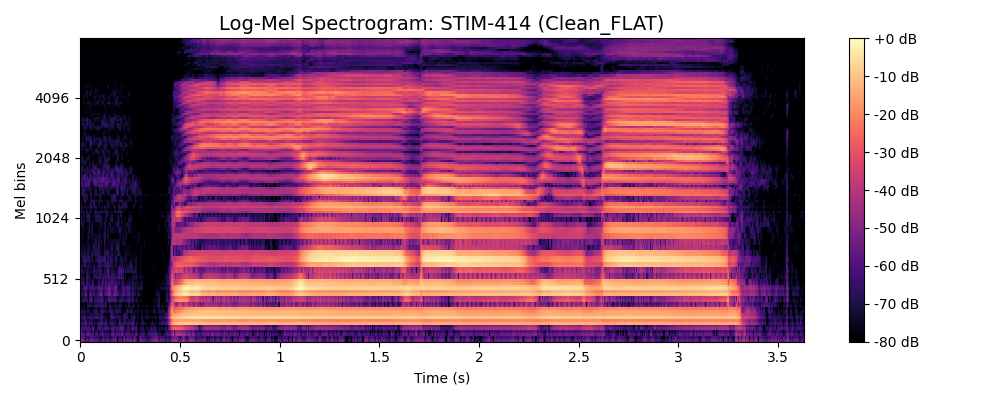 Log-Mel Spectrogram: STIM-414 (Clean_FLAT)
Mel bins
4096
2048
1024
512
0
0
0.5
1
1.5
2
2.5
3
3.5
Time (s)
+0 dB
-10 dB
-20 dB
-30 dB
-40 dB
-50 dB
-60 dB
-70 dB
-80 dB